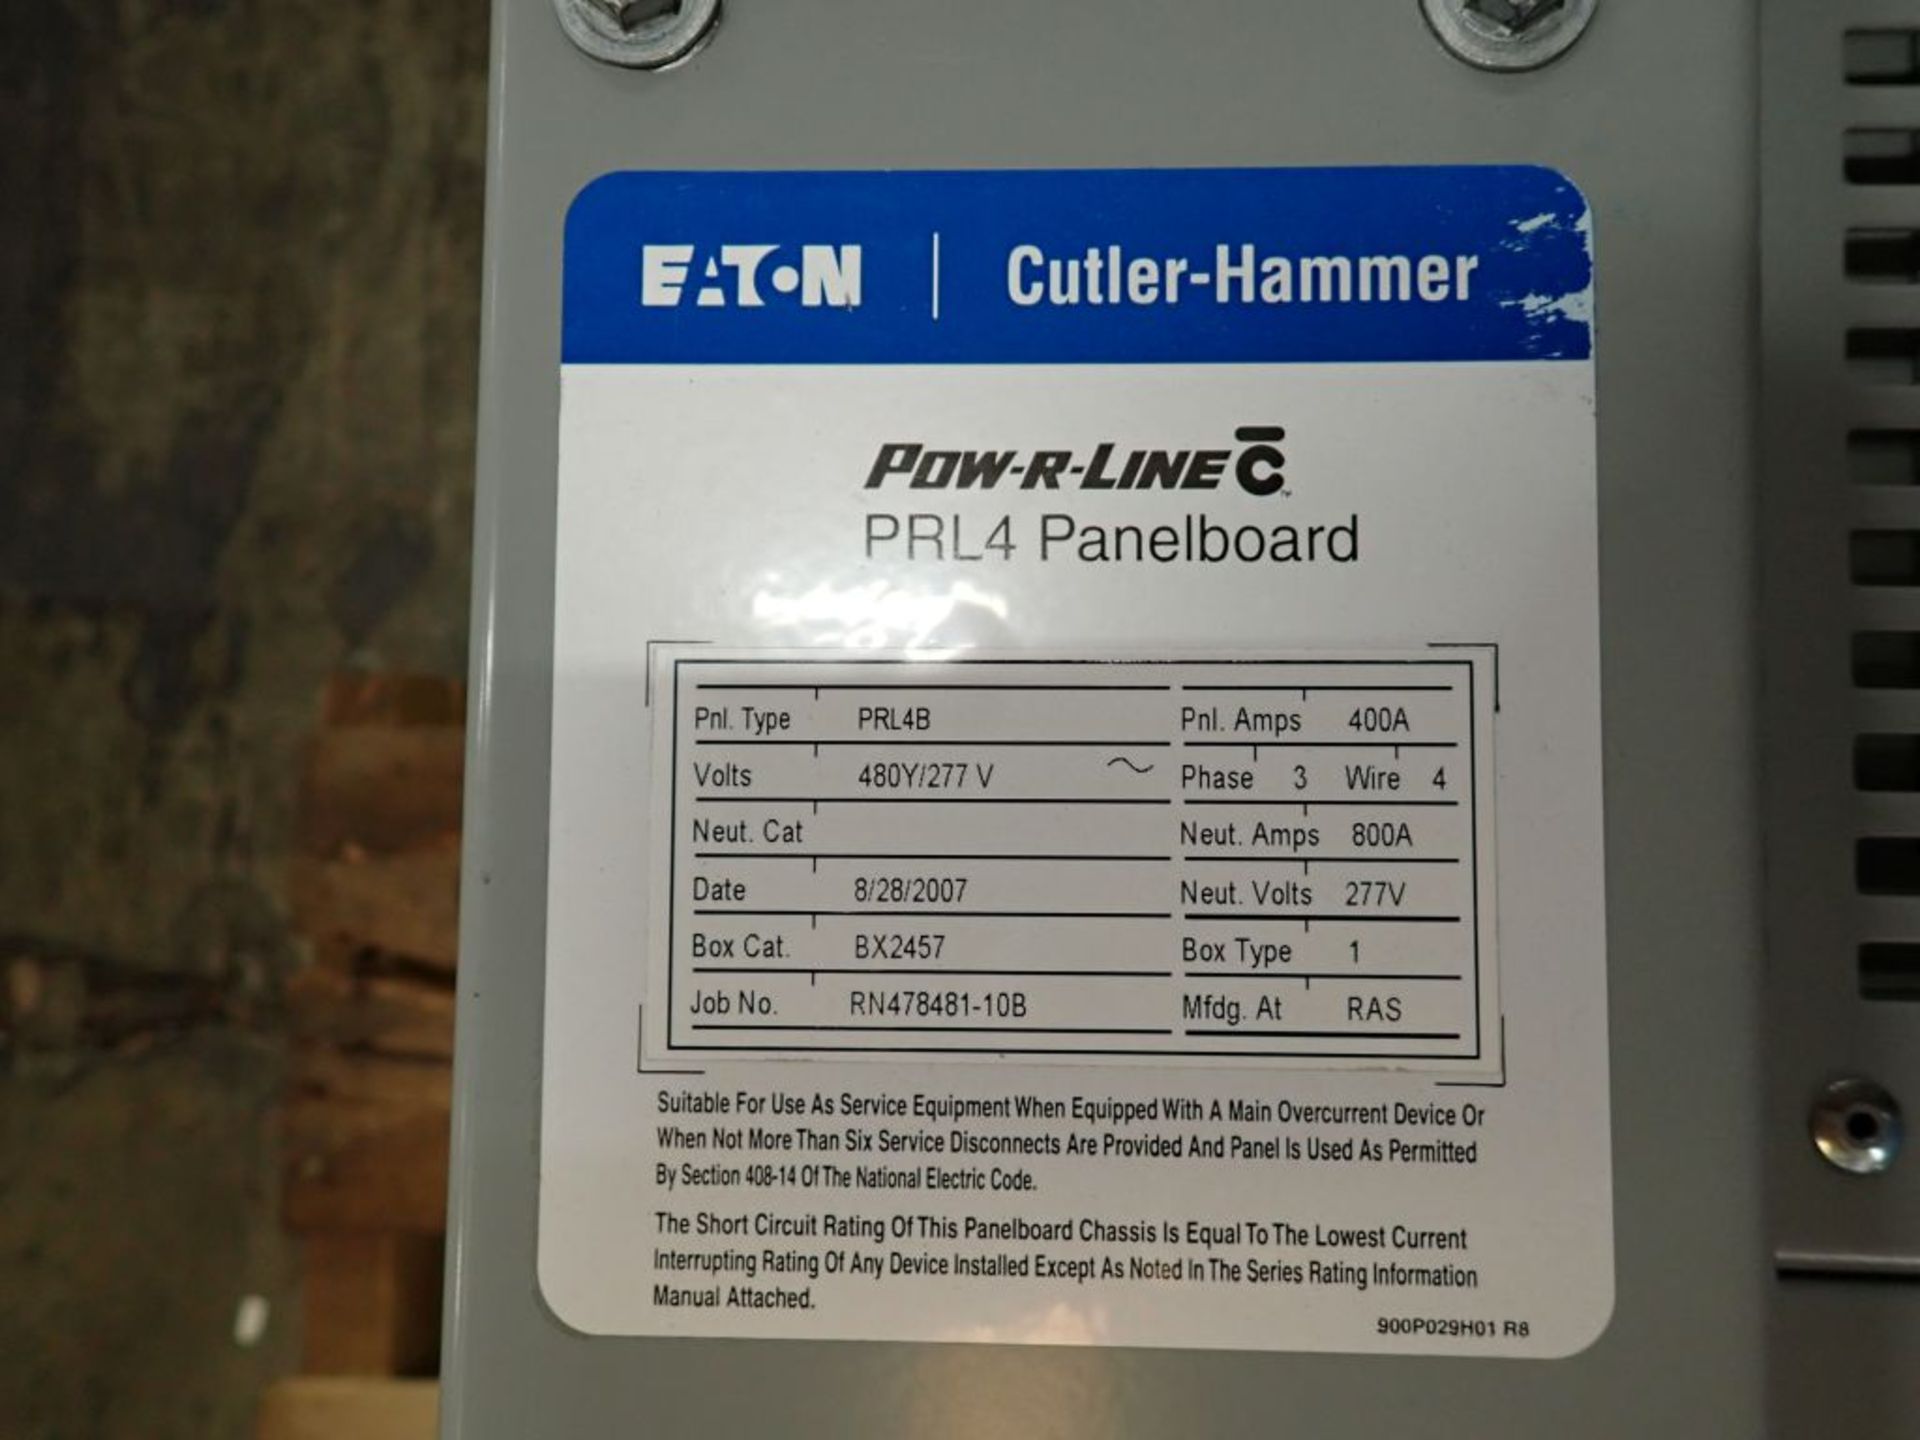 EATON | Cutler-Hammer
POW-R-LINE C™
PRL4 Panelboard
Pnl. Type PRL4B Pnl. Amps 400A
Volts 480Y/277 V ~ Phase 3 Wire 4
Neut. Cat Neut. Amps 800A
Date 8/28/2007 Neut. Volts 277V
Box Cat. BX2457 Box Type 1
Job No. RN478481-10B Mfdg. At RAS
Suitable For Use As Service Equipment When Equipped With A Main Overcurrent Device Or
When Not More Than Six Service Disconnects Are Provided And Panel Is Used As Permitted
By Section 408-14 Of The National Electric Code.
The Short Circuit Rating Of This Panelboard Chassis Is Equal To The Lowest Current
Interrupting Rating Of Any Device Installed Except As Noted In The Series Rating Information
Manual Attached.
900P029H01 R8